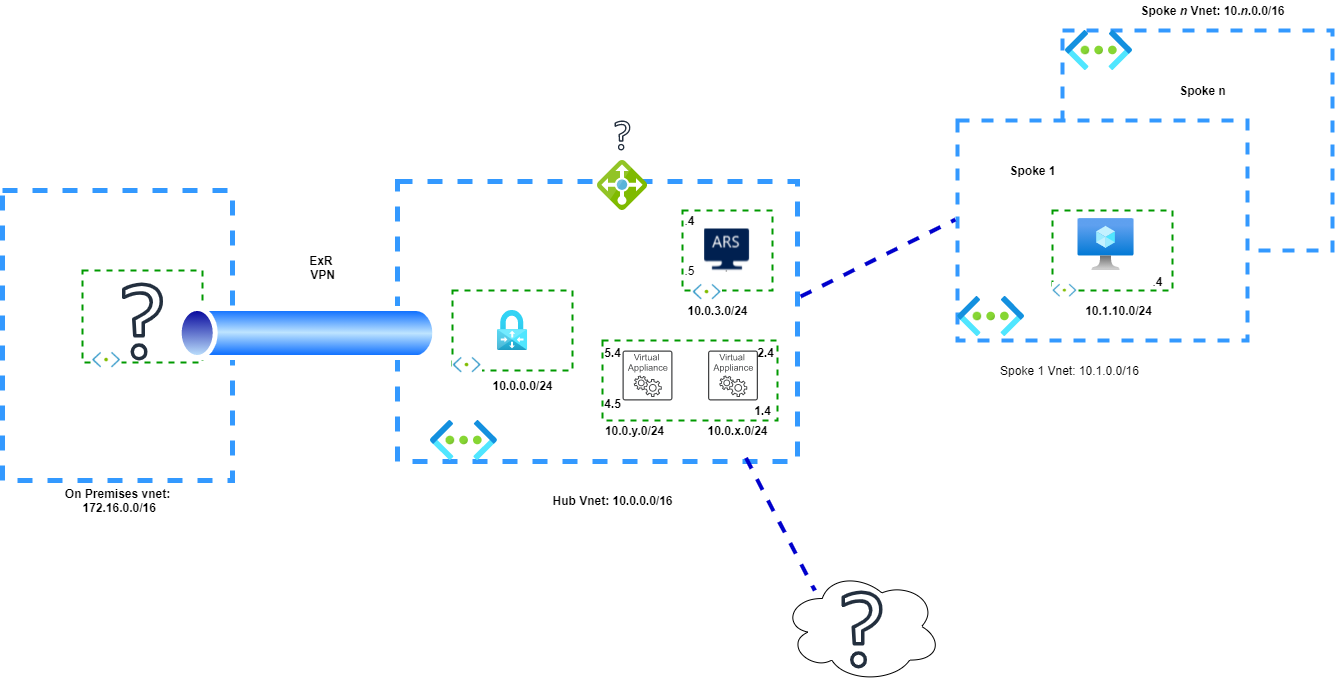 Spoke n Vnet: 10.n.0.0/16
Spoke n
?
Spoke 1
ExR
VPN
.4
ARS
.5
.4
10.0.3.0/24
10.1.10.0/24
?
5.4
Virtual
Appliance
Virtual
Appliance
2.4
4.5
1.4
10.0.0.0/24
10.0.y.0/24
10.0.x.0/24
Spoke 1 Vnet: 10.1.0.0/16
On Premises vnet:
172.16.0.0/16
Hub Vnet: 10.0.0.0/16
?